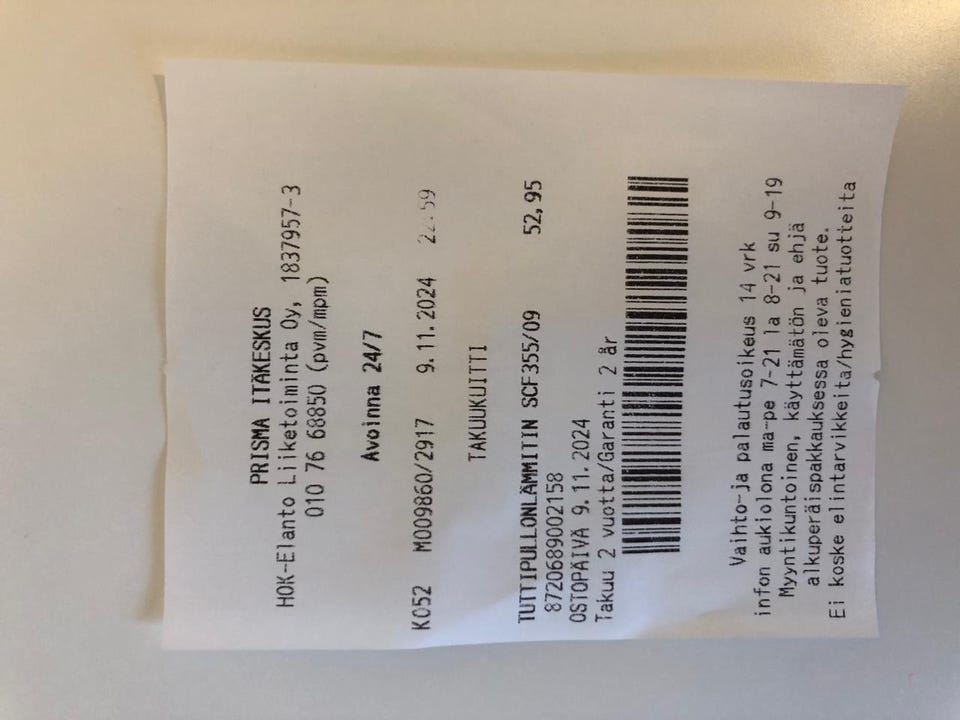 PRISMA ITÄKESKUS
HOK-Elanto Liiketoiminta Oy, 1837957-3
010 76 68850 (pvm/mpm)
Avoinna 24/7
K052 M009860/2917 9.11.2024 22:59
TAKUUKUITTI
TUTTIPULLONLÄMMITIN SCF355/09 52,95
8720689002158
OSTOPÄIVÄ 9.11.2024
Takuu 2 vuotta/Garanti 2 år
Vaihto-ja palautusoikeus 14 vrk
infon aukiolona ma-pe 7-21 la 8-21 su 9-19
Myyntikuntoinen, käyttämätön ja ehjä
alkuperäispakkauksessa oleva tuote.
Ei koske elintarvikkeita/hygieniatuotteita